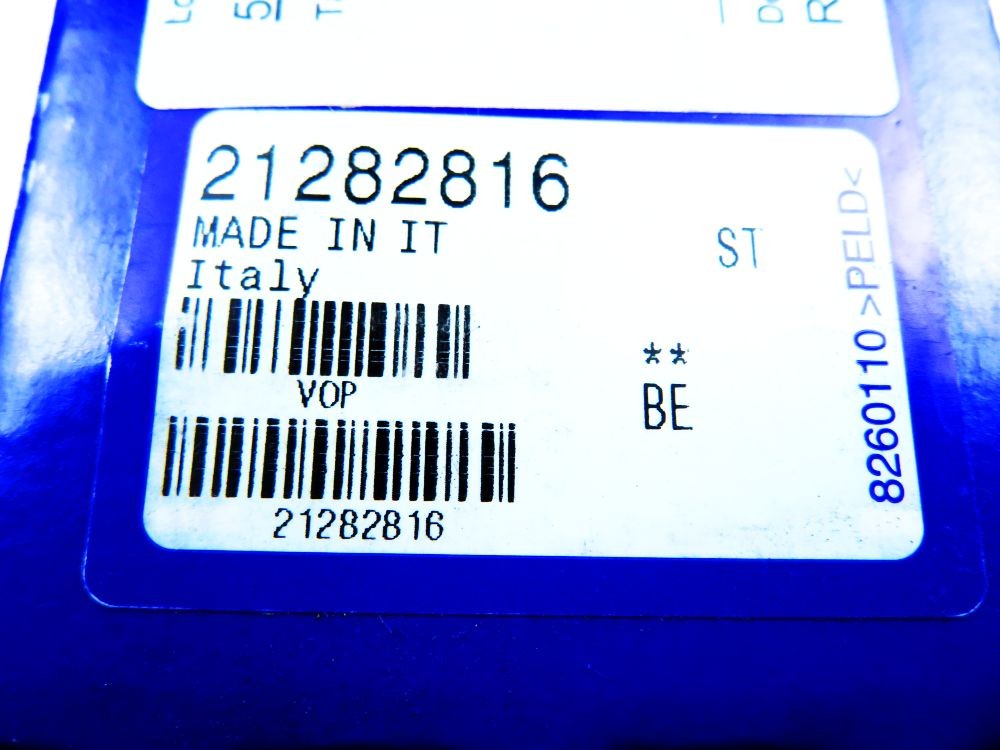 21282816
MADE IN IT
Italy
ST
VOP
**
BE
21282816
8260110 >PELD<